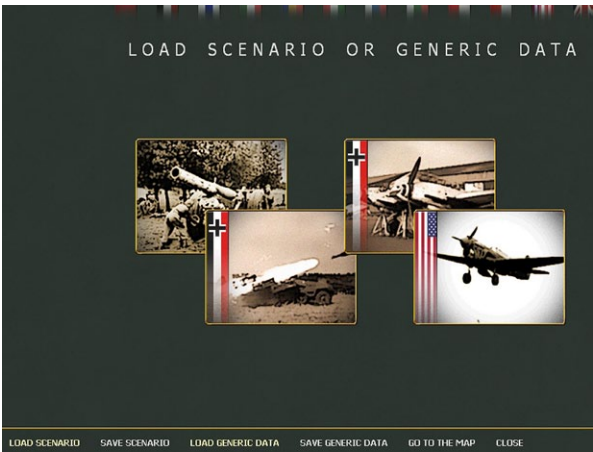 LOAD SCENARIO OR GENERIC DATA
LOAD SCENARIO SAVE SCENARIO LOAD GENERIC DATA SAVE GENERIC DATA GO TO THE MAP CLOSE